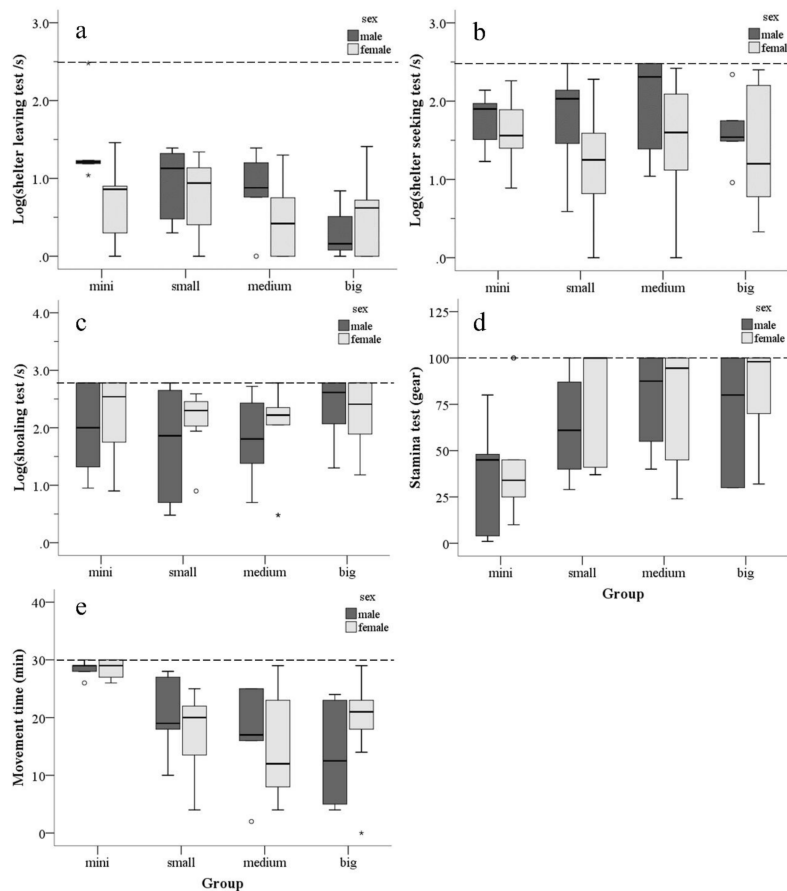 a
sex
male
female
Log(shelter leaving test /s)
3.0
2.0
1.0
.0
mini small medium big
b
sex
male
female
Log(shelter seeking test /s)
3.0
2.0
1.0
.0
mini small medium big
c
sex
male
female
Log(shoaling test/s)
4.0
3.0
2.0
1.0
.0
mini small medium big
d
sex
male
female
Stamina test (gear)
125
100
75
50
25
0
mini small medium big
Group
e
sex
male
female
Movement time (min)
40
30
20
10
0
mini small medium big
Group